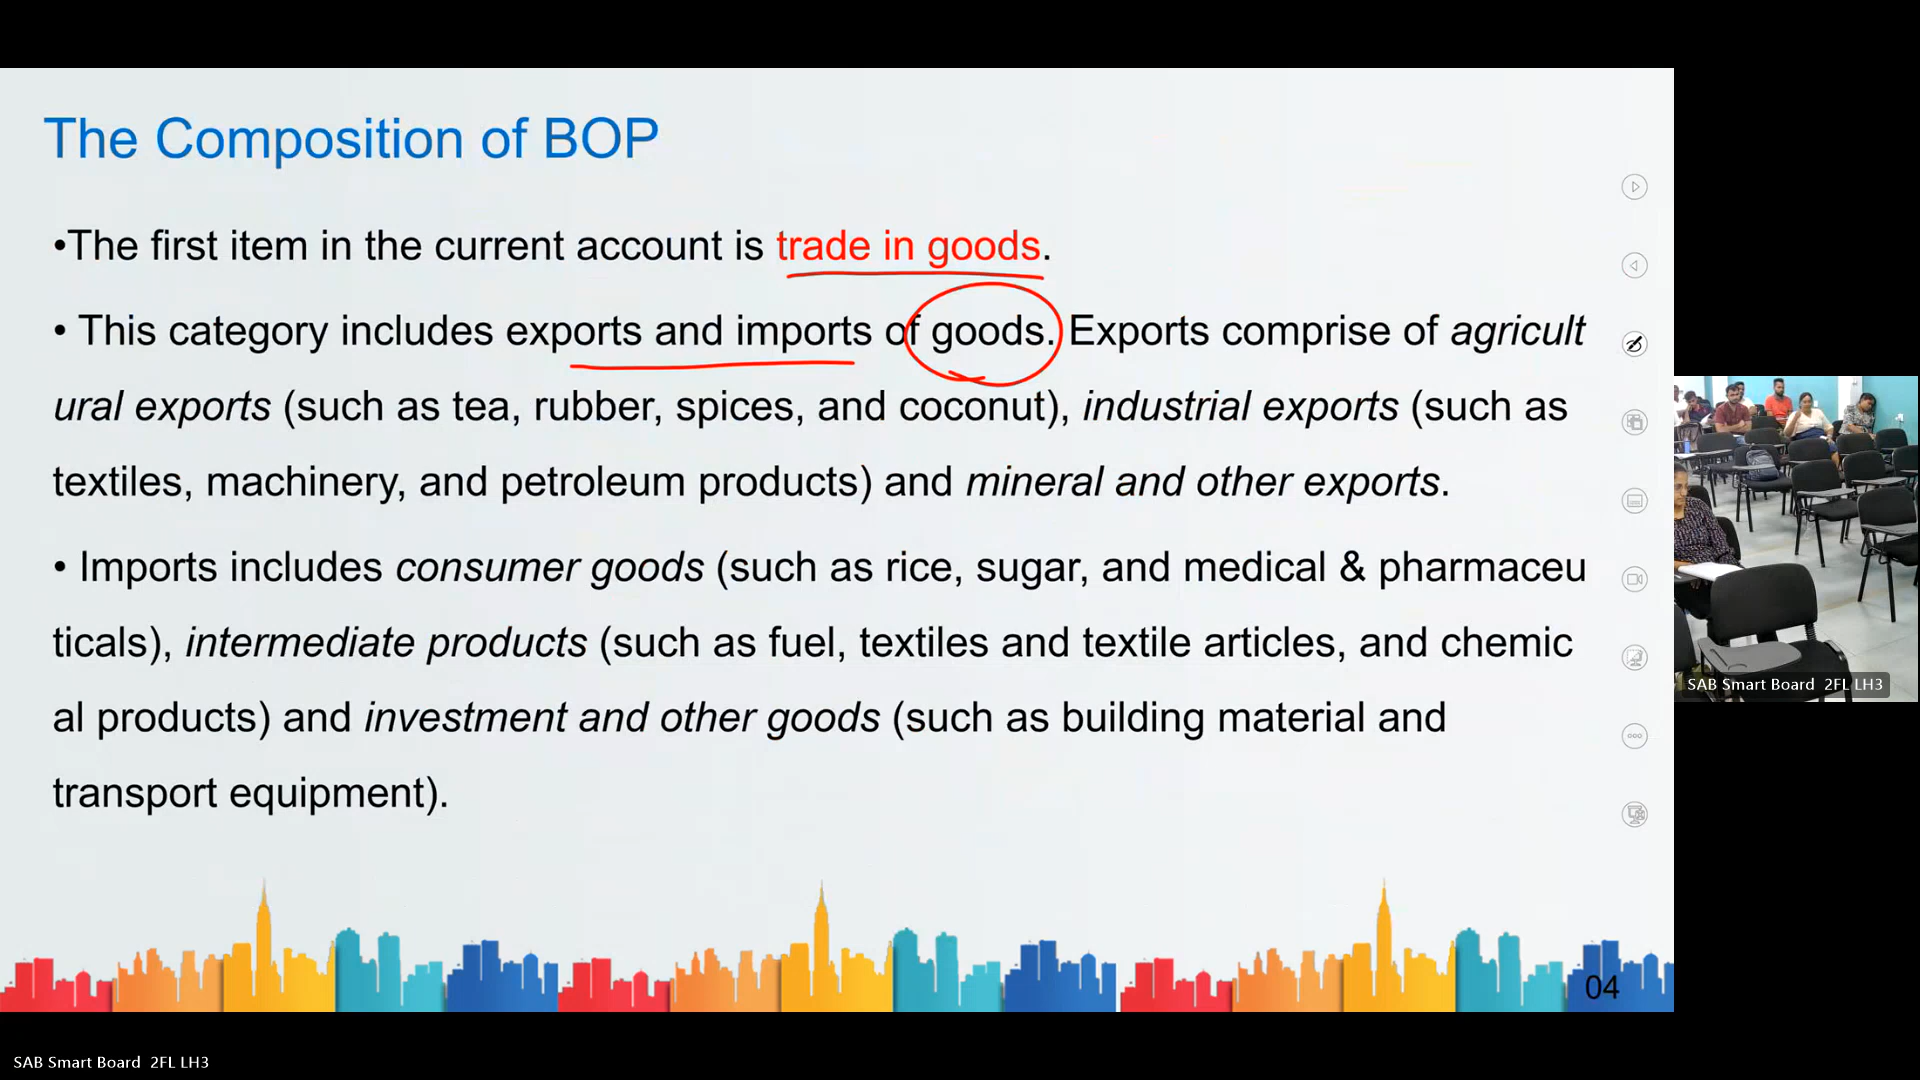 The Composition of BOP
•The first item in the current account is trade in goods.
• This category includes exports and imports of goods. Exports comprise of agricult
ural exports (such as tea, rubber, spices, and coconut), industrial exports (such as
textiles, machinery, and petroleum products) and mineral and other exports.
• Imports includes consumer goods (such as rice, sugar, and medical & pharmaceu
ticals), intermediate products (such as fuel, textiles and textile articles, and chemic
al products) and investment and other goods (such as building material and
transport equipment).
04
SAB Smart Board 2FL LH3
SAB Smart Board 2FL LH3